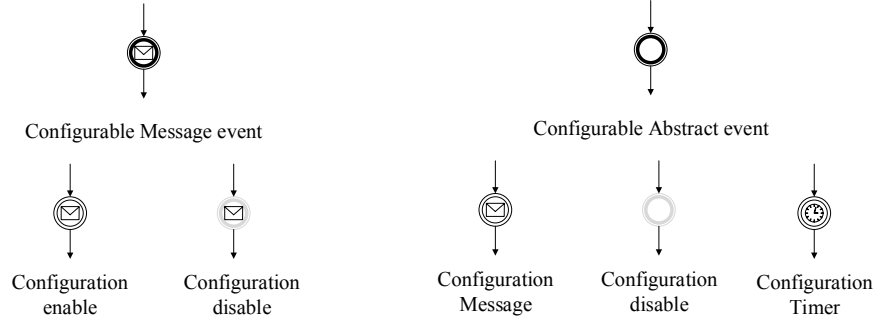 Configurable Message event
Configurable Abstract event
Configuration
enable
Configuration
disable
Configuration
Message
Configuration
disable
Configuration
Timer